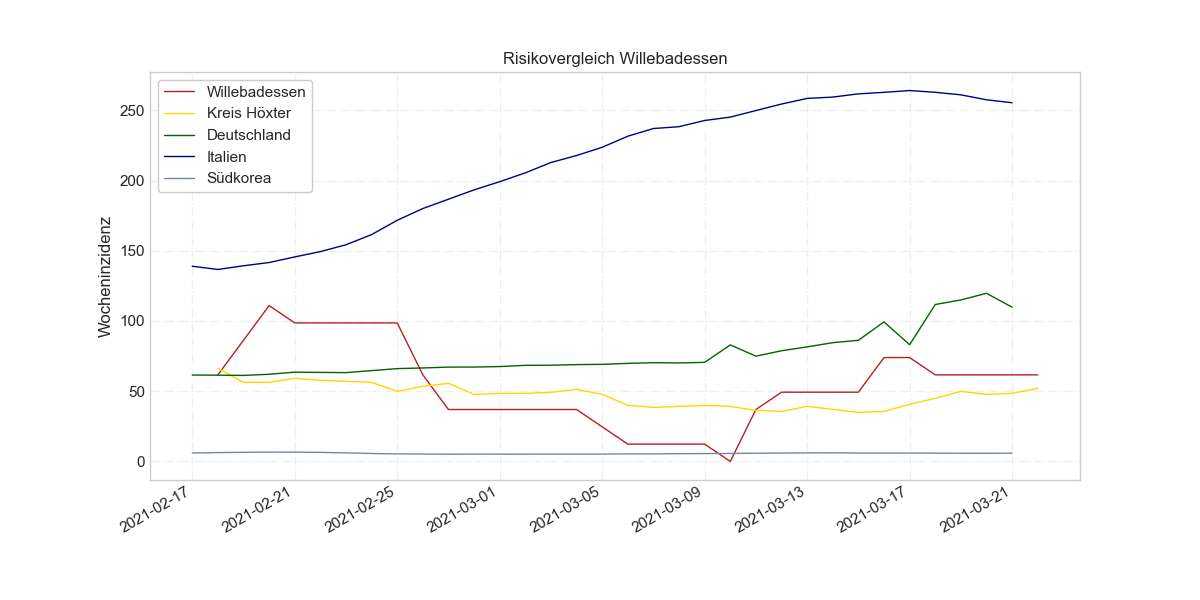 Risikovergleich Willebadessen
Willebadessen
Kreis Höxter
Deutschland
Italien
Südkorea
Wocheninzidenz
250
200
150
100
50
0
2021-02-17
2021-02-21
2021-02-25
2021-03-01
2021-03-05
2021-03-09
2021-03-13
2021-03-17
2021-03-21